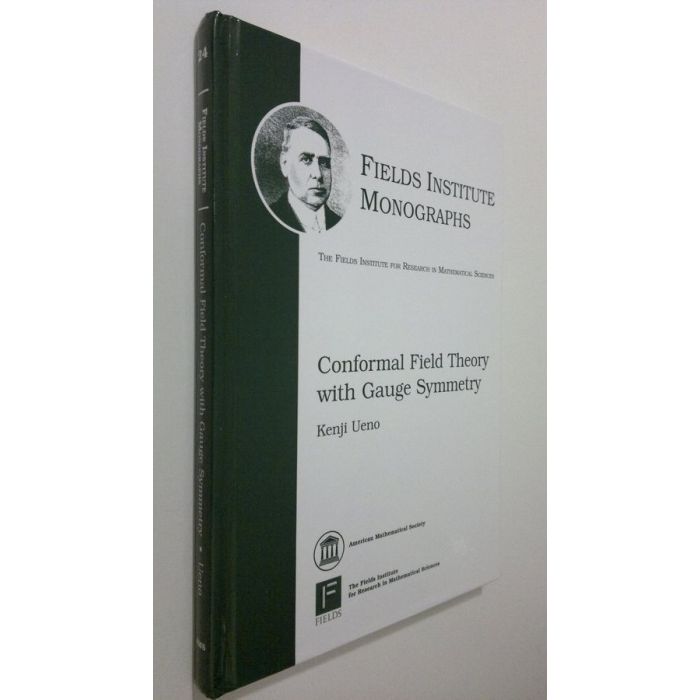 24
FIELDS INSTITUTE
MONOGRAPHS
Conformal Field Theory with Gauge Symmetry • Ueno
FIELDS INSTITUTE
MONOGRAPHS
THE FIELDS INSTITUTE FOR RESEARCH IN MATHEMATICAL SCIENCES
Conformal Field Theory
with Gauge Symmetry
Kenji Ueno
American Mathematical Society
The Fields Institute
for Research in Mathematical Sciences
F
FIELDS